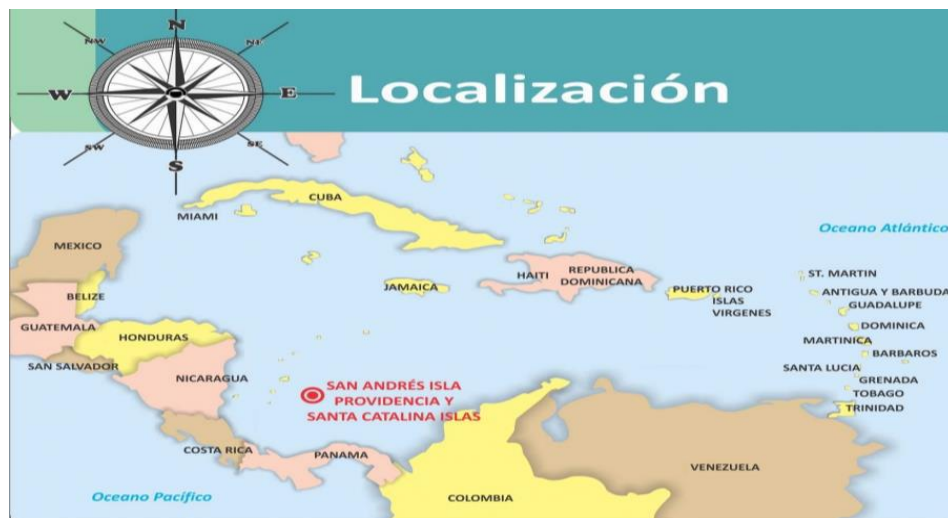 N
NW
NE
W
E
SW
SE
S
Localización
CUBA
MIAMI
Oceano Atlántico
MEXICO
HAITI
REPUBLICA
DOMINICANA
ST. MARTIN
BELIZE
JAMAICA
PUERTO RICO
ISLAS
VIRGENES
ANTIGUA Y BARBUDA
GUADALUPE
GUATEMALA
HONDURAS
DOMINICA
MARTINICA
BARBAROS
SAN SALVADOR
NICARAGUA
SANTA LUCIA
SAN ANDRÉS ISLA
PROVIDENCIA Y
SANTA CATALINA ISLAS
GRENADA
TOBAGO
TRINIDAD
COSTA RICA
PANAMA
VENEZUELA
Oceano Pacífico
COLOMBIA